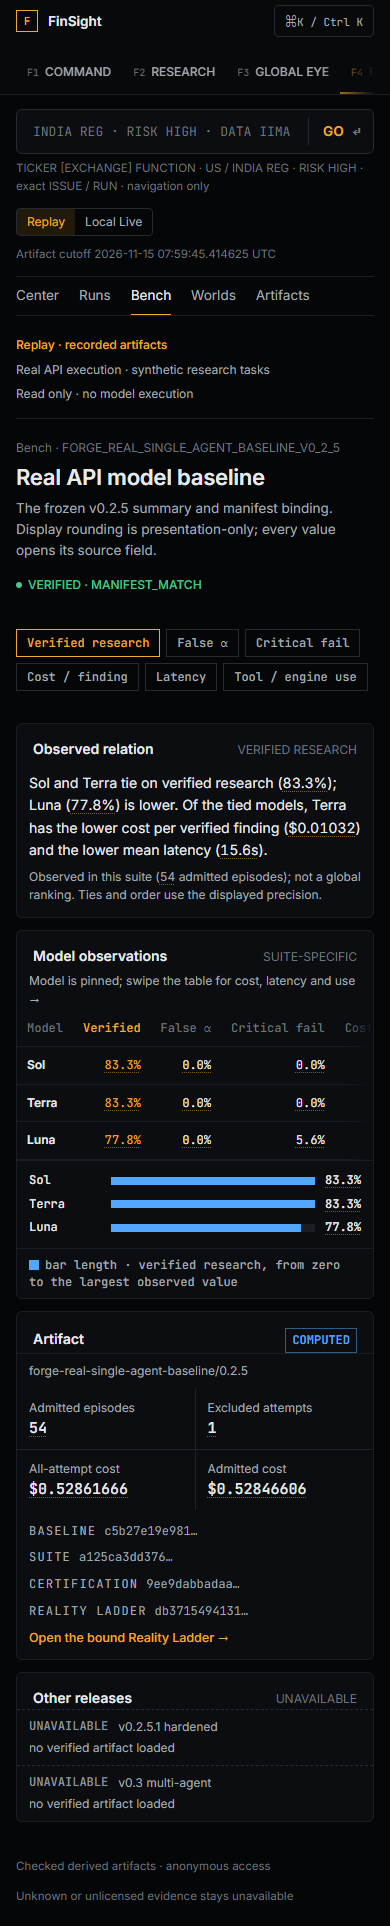 F FinSight ⌘K / Ctrl K
F1 COMMAND F2 RESEARCH F3 GLOBAL EYE F4
INDIA REG · RISK HIGH · DATA IIMA GO ⏎
TICKER [EXCHANGE] FUNCTION · US / INDIA REG · RISK HIGH ·
exact ISSUE / RUN · navigation only
Replay Local Live
Artifact cutoff 2026-11-15 07:59:45.414625 UTC
Center Runs Bench Worlds Artifacts
Replay · recorded artifacts
Real API execution · synthetic research tasks
Read only · no model execution
Bench · FORGE_REAL_SINGLE_AGENT_BASELINE_V0_2_5
Real API model baseline
The frozen v0.2.5 summary and manifest binding.
Display rounding is presentation-only; every value
opens its source field.
VERIFIED · MANIFEST_MATCH
Verified research False α Critical fail
Cost / finding Latency Tool / engine use
Observed relation VERIFIED RESEARCH
Sol and Terra tie on verified research (83.3%);
Luna (77.8%) is lower. Of the tied models, Terra
has the lower cost per verified finding ($0.01032)
and the lower mean latency (15.6s).
Observed in this suite (54 admitted episodes); not a global
ranking. Ties and order use the displayed precision.
Model observations SUITE-SPECIFIC
Model is pinned; swipe the table for cost, latency and use
→
Model Verified False α Critical fail Cos
Sol 83.3% 0.0% 0.0%
Terra 83.3% 0.0% 0.0%
Luna 77.8% 0.0% 5.6%
Sol 83.3%
Terra 83.3%
Luna 77.8%
bar length · verified research, from zero
to the largest observed value
Artifact COMPUTED
forge-real-single-agent-baseline/0.2.5
Admitted episodes Excluded attempts
54 1
All-attempt cost Admitted cost
$0.52861666 $0.52846606
BASELINE c5b27e19e981…
SUITE a125ca3dd376…
CERTIFICATION 9ee9dabbadaa…
REALITY LADDER db3715494131…
Open the bound Reality Ladder →
Other releases UNAVAILABLE
UNAVAILABLE v0.2.5.1 hardened
no verified artifact loaded
UNAVAILABLE v0.3 multi-agent
no verified artifact loaded
Checked derived artifacts · anonymous access
Unknown or unlicensed evidence stays unavailable